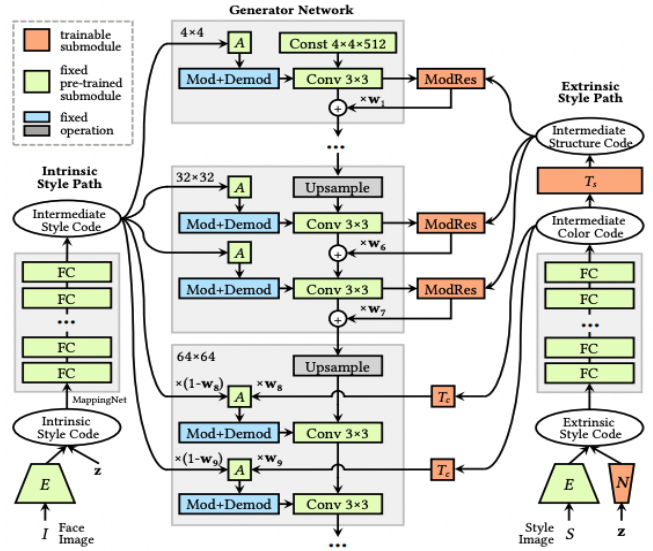 Generator Network
trainable
submodule
fixed
pre-trained
submodule
fixed
operation
4×4
A
Const 4×4×512
Mod+Demod
Conv 3×3
ModRes
+
×w₁
...
Extrinsic
Style Path
Intermediate
Structure Code
Tₛ
Intermediate
Color Code
FC
FC
...
FC
FC
Extrinsic
Style Code
E
N
Style
Image
S
z
Intrinsic
Style Path
Intermediate
Style Code
FC
FC
...
FC
FC
MappingNet
Intrinsic
Style Code
z
E
I
Face
Image
32×32
A
Upsample
Mod+Demod
Conv 3×3
ModRes
+
×w₆
A
Mod+Demod
Conv 3×3
ModRes
+
×w₇
64×64
Upsample
×(1-w₈)
A
×w₈
T꜀
Mod+Demod
Conv 3×3
×(1-w₉)
A
×w₉
T꜀
Mod+Demod
Conv 3×3
...